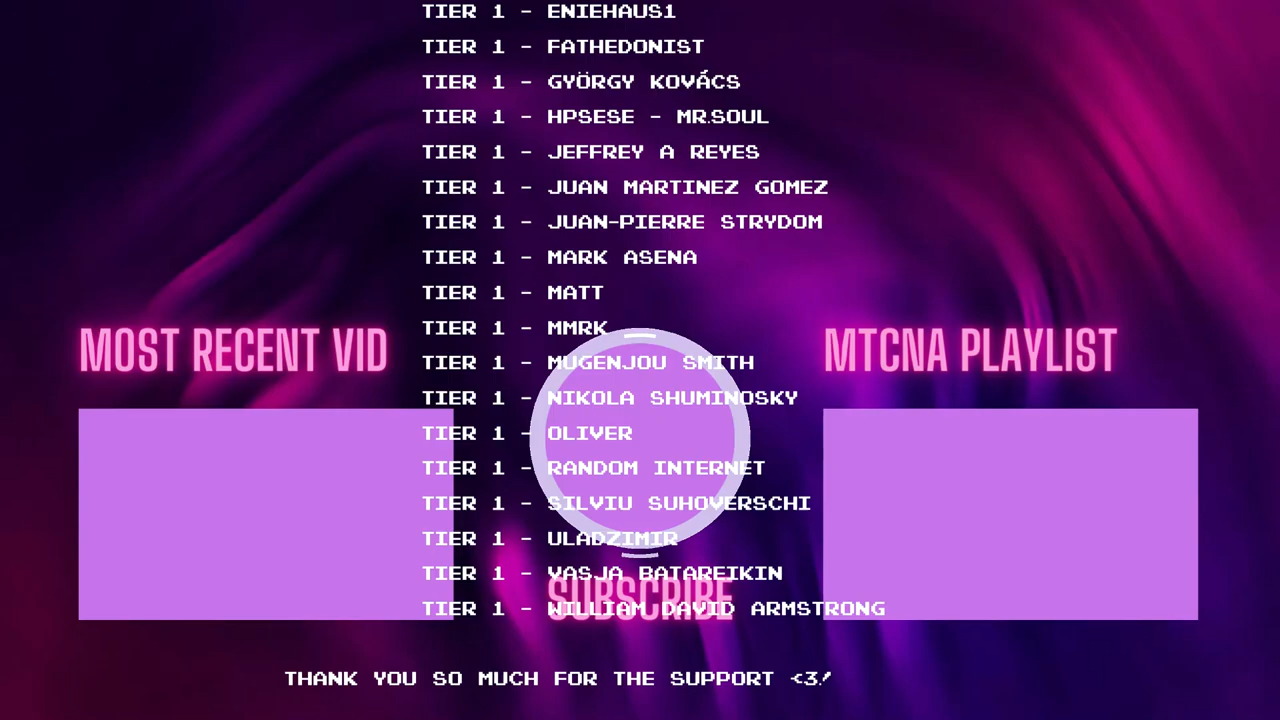 TIER 1 - ENIEHAUS1
TIER 1 - FATHEDONIST
TIER 1 - GYÖRGY KOVÁCS
TIER 1 - HPSESE - MR.SOUL
TIER 1 - JEFFREY A REYES
TIER 1 - JUAN MARTINEZ GOMEZ
TIER 1 - JUAN-PIERRE STRYDOM
TIER 1 - MARK ASENA
TIER 1 - MATT
TIER 1 - MMRK
MOST RECENT VID
MTCNA PLAYLIST
TIER 1 - MUGENJOU SMITH
TIER 1 - NIKOLA SHUMINOSKY
TIER 1 - OLIVER
TIER 1 - RANDOM INTERNET
TIER 1 - SILVIU SUHOVERSCHI
TIER 1 - ULADZIMIR
TIER 1 - VASJA BATAREIKIN
SUBSCRIBE
TIER 1 - WILLIAM DAVID ARMSTRONG
THANK YOU SO MUCH FOR THE SUPPORT <3!